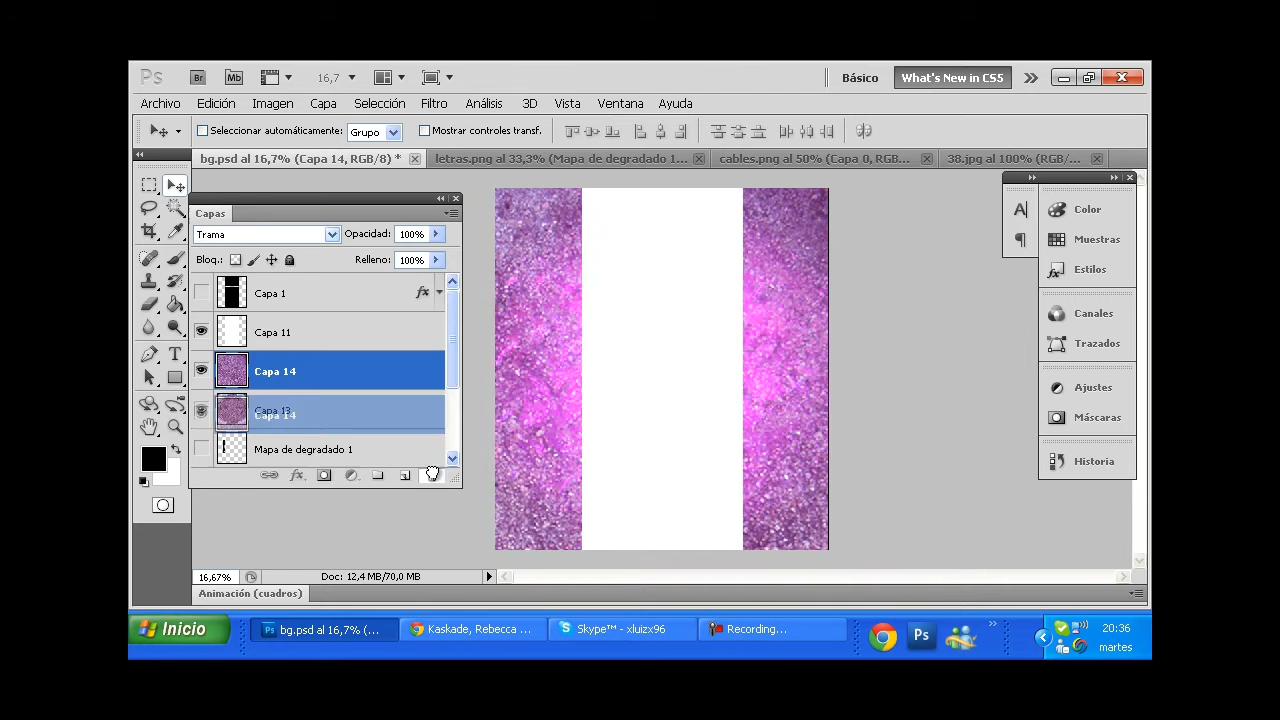 Ps Br Mb 16,7 Básico What's New in CS5
Archivo Edición Imagen Capa Selección Filtro Análisis 3D Vista Ventana Ayuda
Seleccionar automáticamente: Grupo Mostrar controles transf.
bg.psd al 16,7% (Capa 14, RGB/8) * letras.png al 33,3% (Mapa de degradado 1... cables.png al 50% (Capa 0, RGB... 38.jpg al 100% (RGB/...
Capas
Trama Opacidad: 100%
Bloq.: Relleno: 100%
Capa 1 fx
Capa 11
Capa 14
Capa 13
Capa 14
Mapa de degradado 1
Color
Muestras
Estilos
Canales
Trazados
Ajustes
Máscaras
Historia
16,67% Doc: 12,4 MB/70,0 MB
Animación (cuadros)
Inicio Ps bg.psd al 16,7% (... Kaskade, Rebecca ... Skype™ - xluizx96 Recording... Ps 20:36
martes